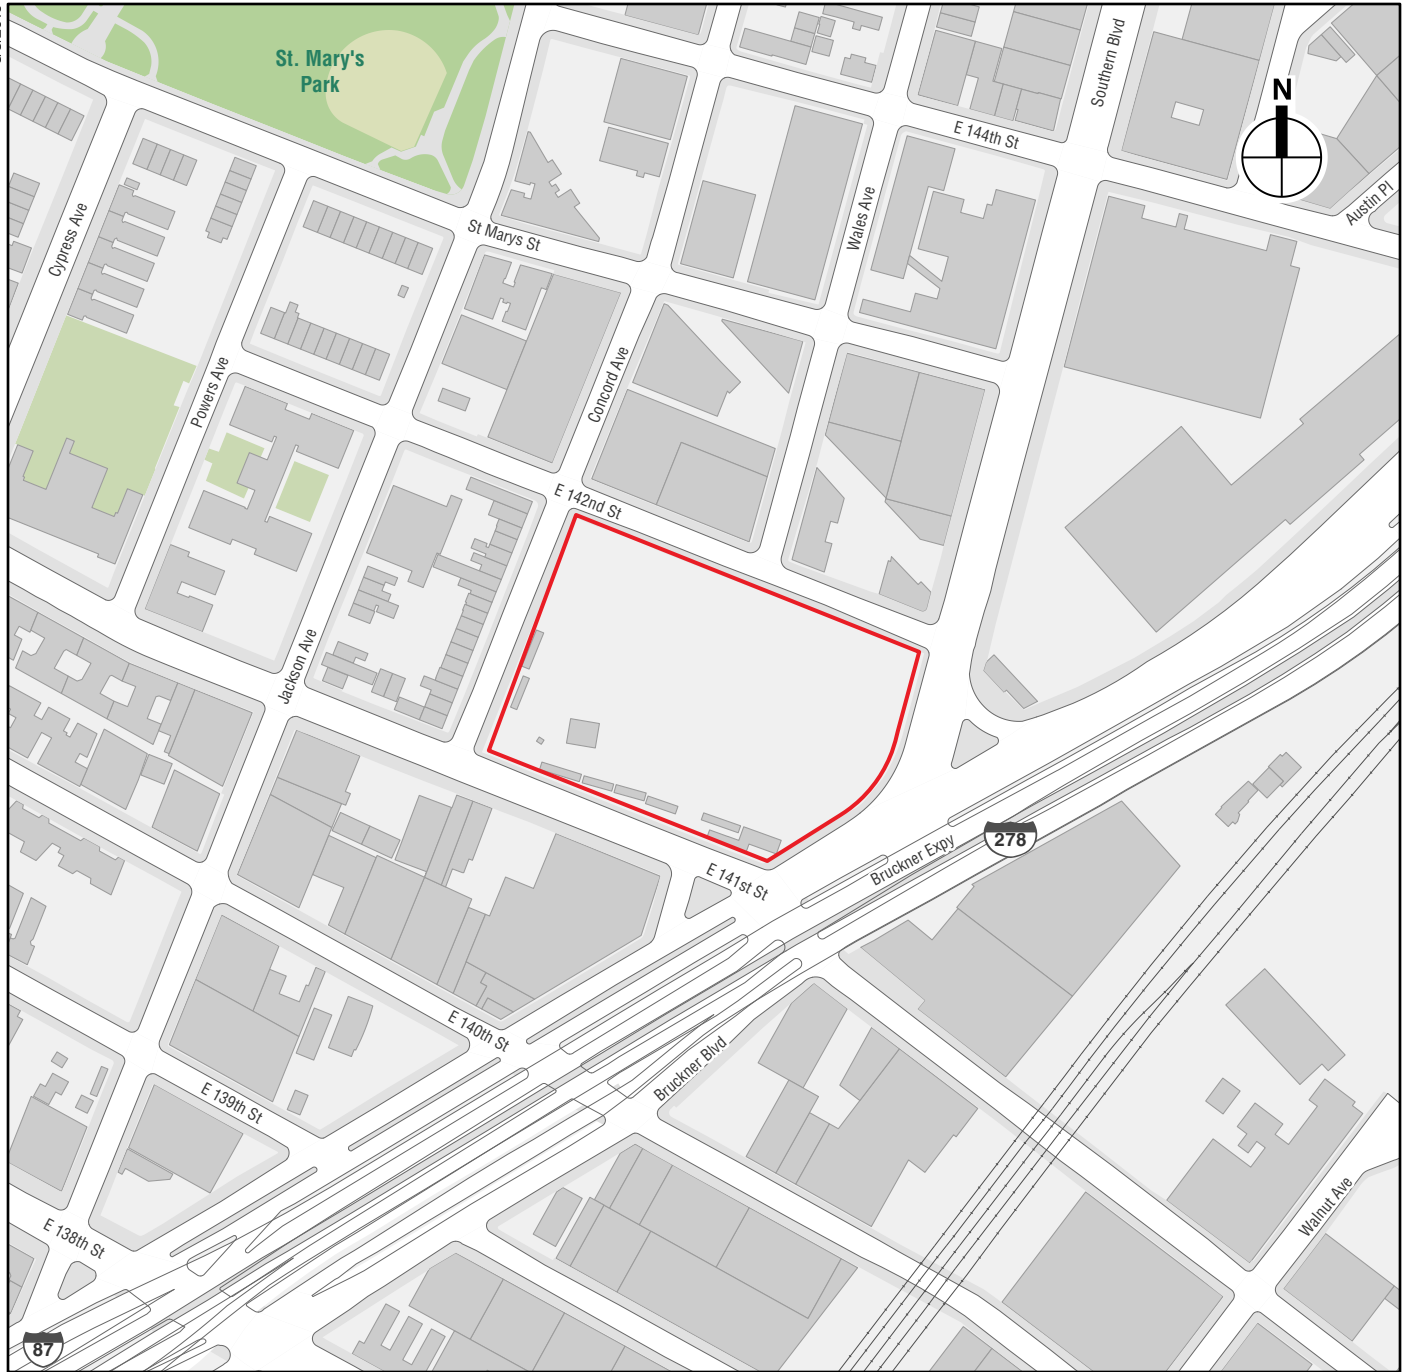 St. Mary's
Park
Southern Blvd
N
E 144th St
Austin Pl
Wales Ave
Cypress Ave
St Marys St
Powers Ave
Concord Ave
E 142nd St
Jackson Ave
278
Bruckner Expy
E 141st St
E 140th St
Bruckner Blvd
E 139th St
Walnut Ave
E 138th St
87